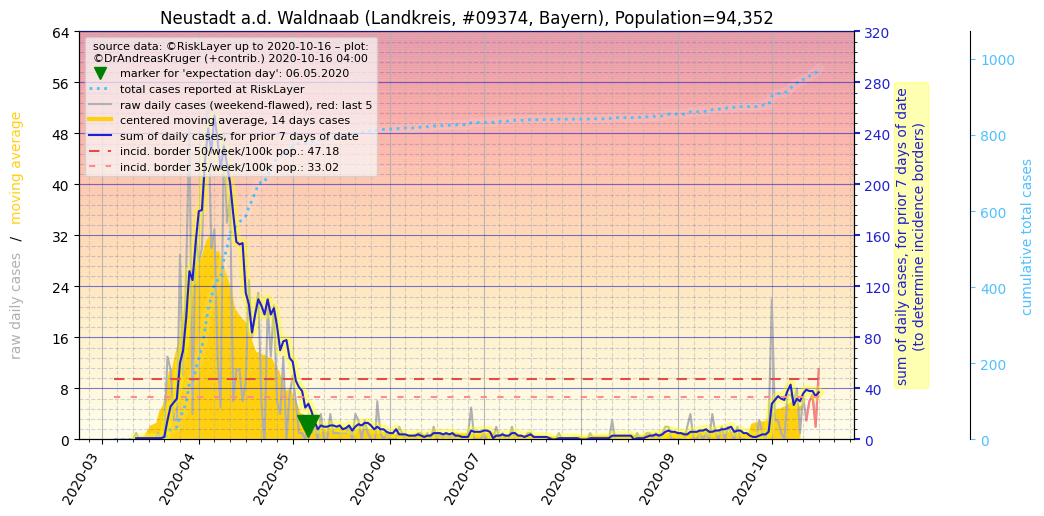 Neustadt a.d. Waldnaab (Landkreis, #09374, Bayern), Population=94,352
source data: ©RiskLayer up to 2020-10-16 – plot:
©DrAndreasKruger (+contrib.) 2020-10-16 04:00
marker for 'expectation day': 06.05.2020
total cases reported at RiskLayer
raw daily cases (weekend-flawed), red: last 5
centered moving average, 14 days cases
sum of daily cases, for prior 7 days of date
incid. border 50/week/100k pop.: 47.18
incid. border 35/week/100k pop.: 33.02
raw daily cases / moving average
64
56
48
40
32
24
16
8
0
2020-03
2020-04
2020-05
2020-06
2020-07
2020-08
2020-09
2020-10
320
280
240
200
160
120
80
40
0
sum of daily cases, for prior 7 days of date
(to determine incidence borders)
1000
800
600
400
200
0
cumulative total cases